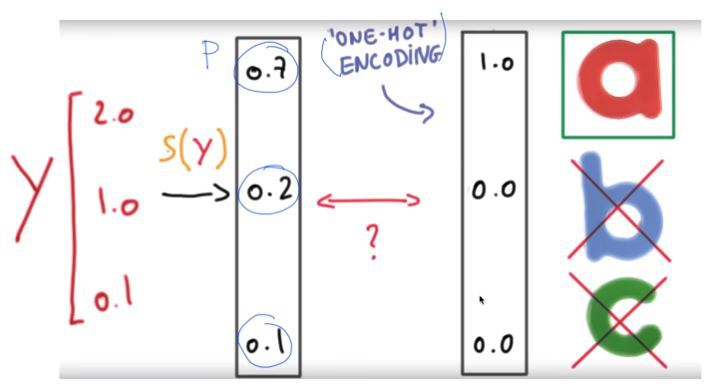 Y
2.0
1.0
0.1
S(Y)
P
0.7
0.2
0.1
?
'ONE-HOT'
ENCODING
1.0
0.0
0.0
a
b
c